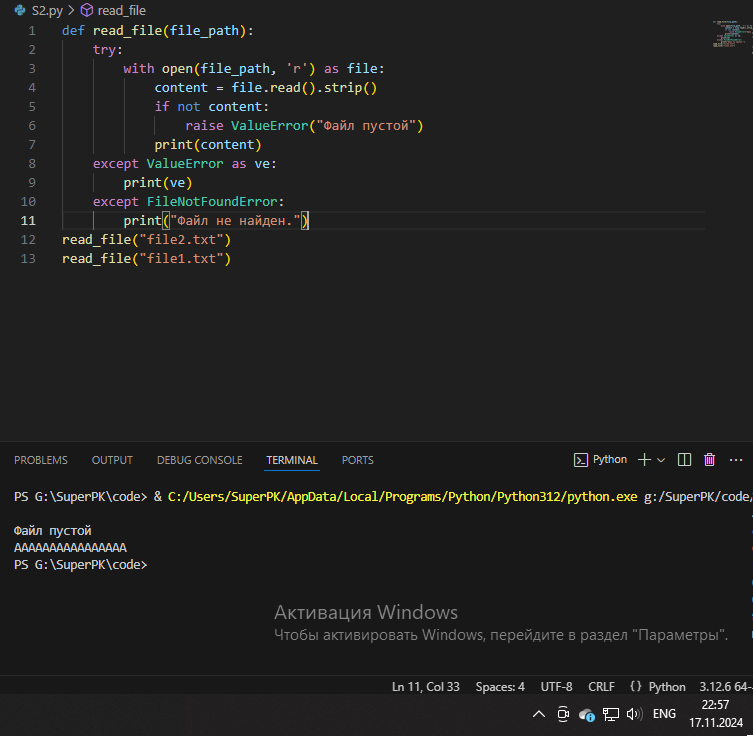 S2.py > read_file
1 def read_file(file_path):
2 try:
3 with open(file_path, 'r') as file:
4 content = file.read().strip()
5 if not content:
6 raise ValueError("Файл пустой")
7 print(content)
8 except ValueError as ve:
9 print(ve)
10 except FileNotFoundError:
11 print("Файл не найден.")
12 read_file("file2.txt")
13 read_file("file1.txt")
PROBLEMS OUTPUT DEBUG CONSOLE TERMINAL PORTS Python
PS G:\SuperPK\code> & C:/Users/SuperPK/AppData/Local/Programs/Python/Python312/python.exe g:/SuperPK/code/
Файл пустой
AAAAAAAAAAAAAAAA
PS G:\SuperPK\code>
Активация Windows
Чтобы активировать Windows, перейдите в раздел "Параметры".
Ln 11, Col 33 Spaces: 4 UTF-8 CRLF {} Python 3.12.6 64-
ENG 22:57
17.11.2024